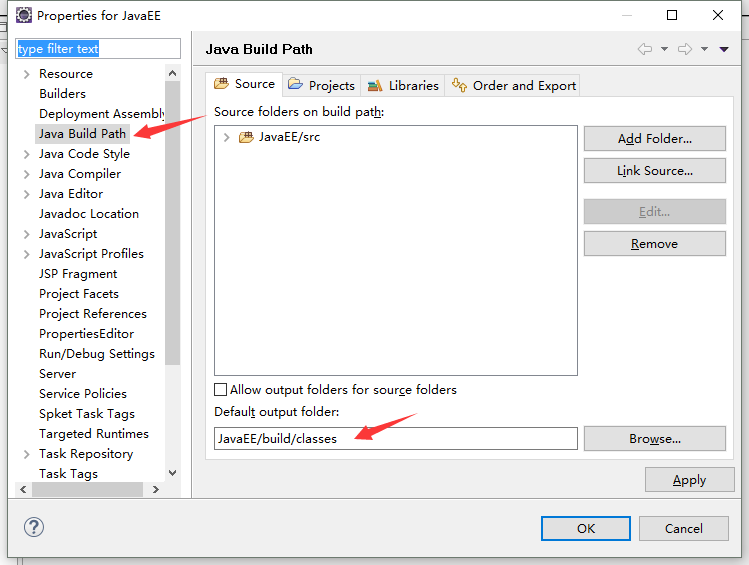 Properties for JavaEE
type filter text
Resource
Builders
Deployment Assembly
Java Build Path
Java Code Style
Java Compiler
Java Editor
Javadoc Location
JavaScript
JavaScript Profiles
JSP Fragment
Project Facets
Project References
PropertiesEditor
Run/Debug Settings
Server
Service Policies
Spket Task Tags
Targeted Runtimes
Task Repository
Task Tags
Java Build Path
Source
Projects
Libraries
Order and Export
Source folders on build path:
JavaEE/src
Add Folder...
Link Source...
Edit...
Remove
Allow output folders for source folders
Default output folder:
JavaEE/build/classes
Browse...
Apply
OK
Cancel